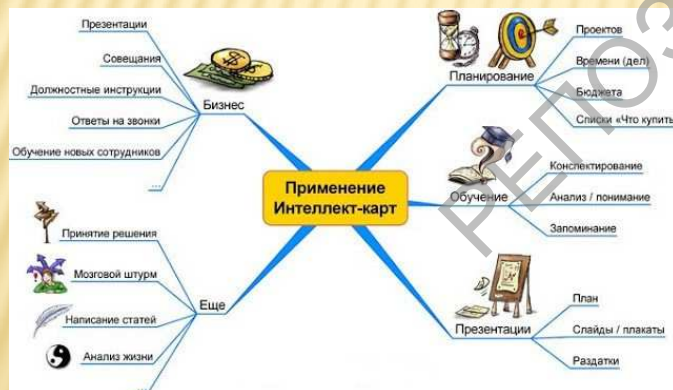 Применение
Интеллект-карт
Планирование
Проектов
Времени (дел)
Бюджета
Списки «Что купить
Обучение
Конспектирование
Анализ / понимание
Запоминание
Презентации
План
Слайды / плакаты
Раздатки
Бизнес
Презентации
Совещания
Должностные инструкции
Ответы на звонки
Обучение новых сотрудников
...
Еще
Принятие решения
Мозговой штурм
Написание статей
Анализ жизни
...
РЕПОЗ